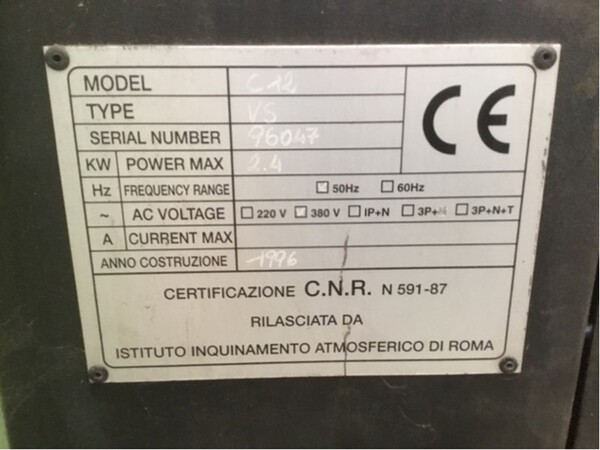 MODEL C12
TYPE VS
SERIAL NUMBER 96047
KW POWER MAX 2.4
Hz FREQUENCY RANGE 50Hz 60Hz
~ AC VOLTAGE 220 V 380 V IP+N 3P+N 3P+N+T
A CURRENT MAX
ANNO COSTRUZIONE 1996
CE
CERTIFICAZIONE C.N.R. N 591-87
RILASCIATA DA
ISTITUTO INQUINAMENTO ATMOSFERICO DI ROMA